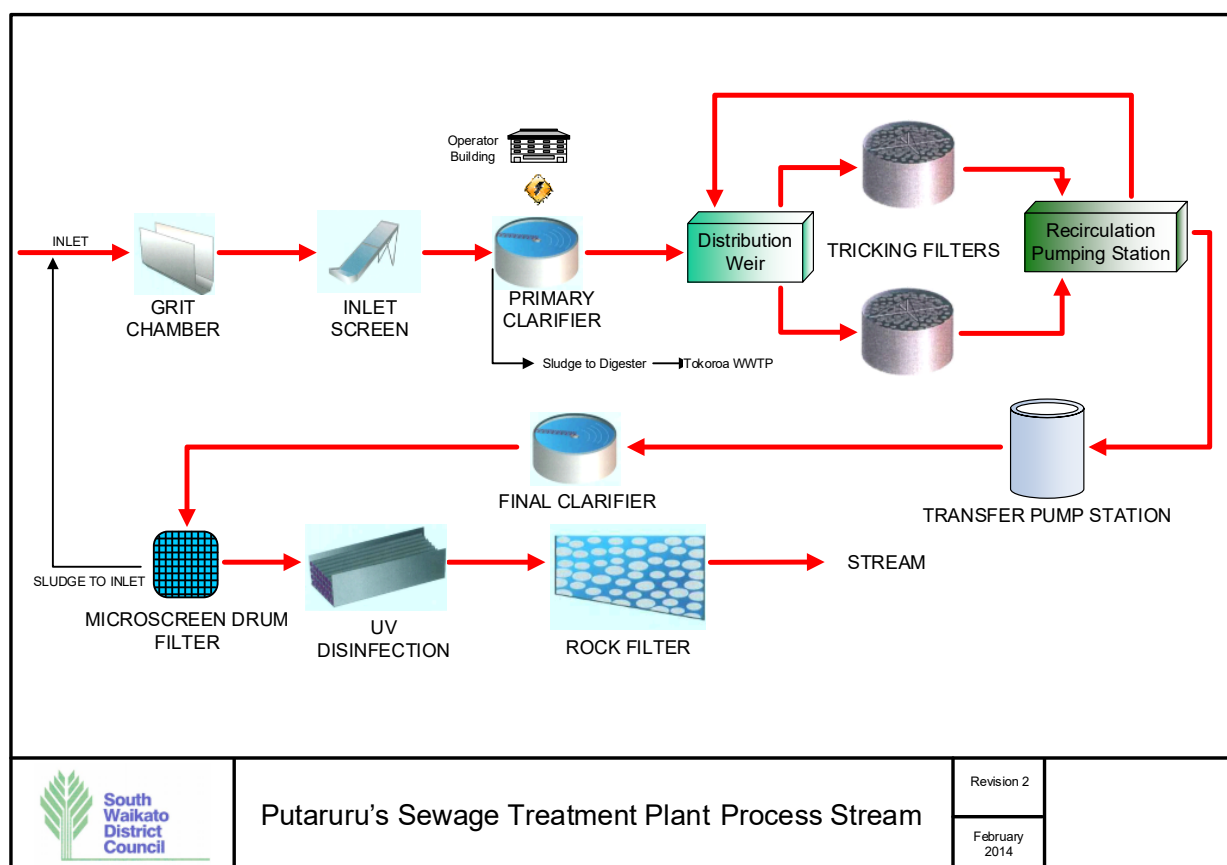 Operator
Building
INLET
GRIT
CHAMBER
INLET
SCREEN
PRIMARY
CLARIFIER
Distribution
Weir
TRICKING FILTERS
Recirculation
Pumping Station
Sludge to Digester
Tokoroa WWTP
FINAL CLARIFIER
TRANSFER PUMP STATION
SLUDGE TO INLET
MICROSCREEN DRUM
FILTER
UV
DISINFECTION
ROCK FILTER
STREAM
South
Waikato
District
Council
Putaruru’s Sewage Treatment Plant Process Stream
Revision 2
February
2014